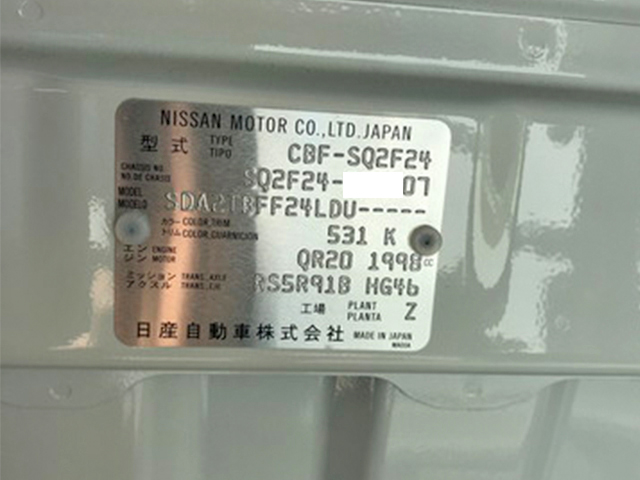 NISSAN MOTOR CO.,LTD. JAPAN
型式 TYPE TIPO CBF-SQ2F24
CHASSIS NO. NO DE CHASIS SQ2F24- 07
MODEL MODELO FF24LDU-----
カラー COLOR,TRIM トリム COLOR,GUARNICION 531 K
エンジン ENGINE MOTOR QR20 1998 cc
ミッション TRANS. AXLE アクスル TRANS. EJE RS5R91B HG46
工場 PLANT PLANTA Z
日産自動車株式会社 MADE IN JAPAN